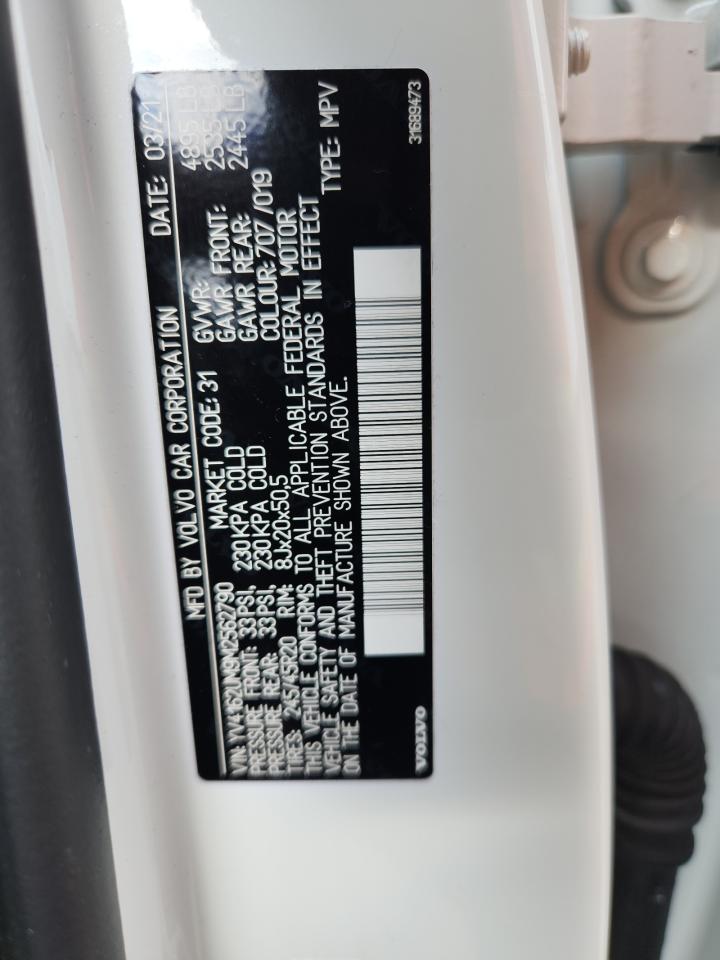 MFD BY VOLVO CAR CORPORATION DATE: 03/21
MARKET CODE: 31 GVWR: 4895 LB
VIN: YV4162UM9M2562790 GAWR FRONT: 2535 LB
PRESSURE FRONT: 33PSI, 230KPA COLD GAWR REAR: 2445 LB
PRESSURE REAR: 33PSI, 230KPA COLD COLOUR: 707/019
TIRES: 245/45R20 RIM: 8Jx20x50,5
THIS VEHICLE CONFORMS TO ALL APPLICABLE FEDERAL MOTOR
VEHICLE SAFETY AND THEFT PREVENTION STANDARDS IN EFFECT
ON THE DATE OF MANUFACTURE SHOWN ABOVE. TYPE: MPV
VOLVO 31689473